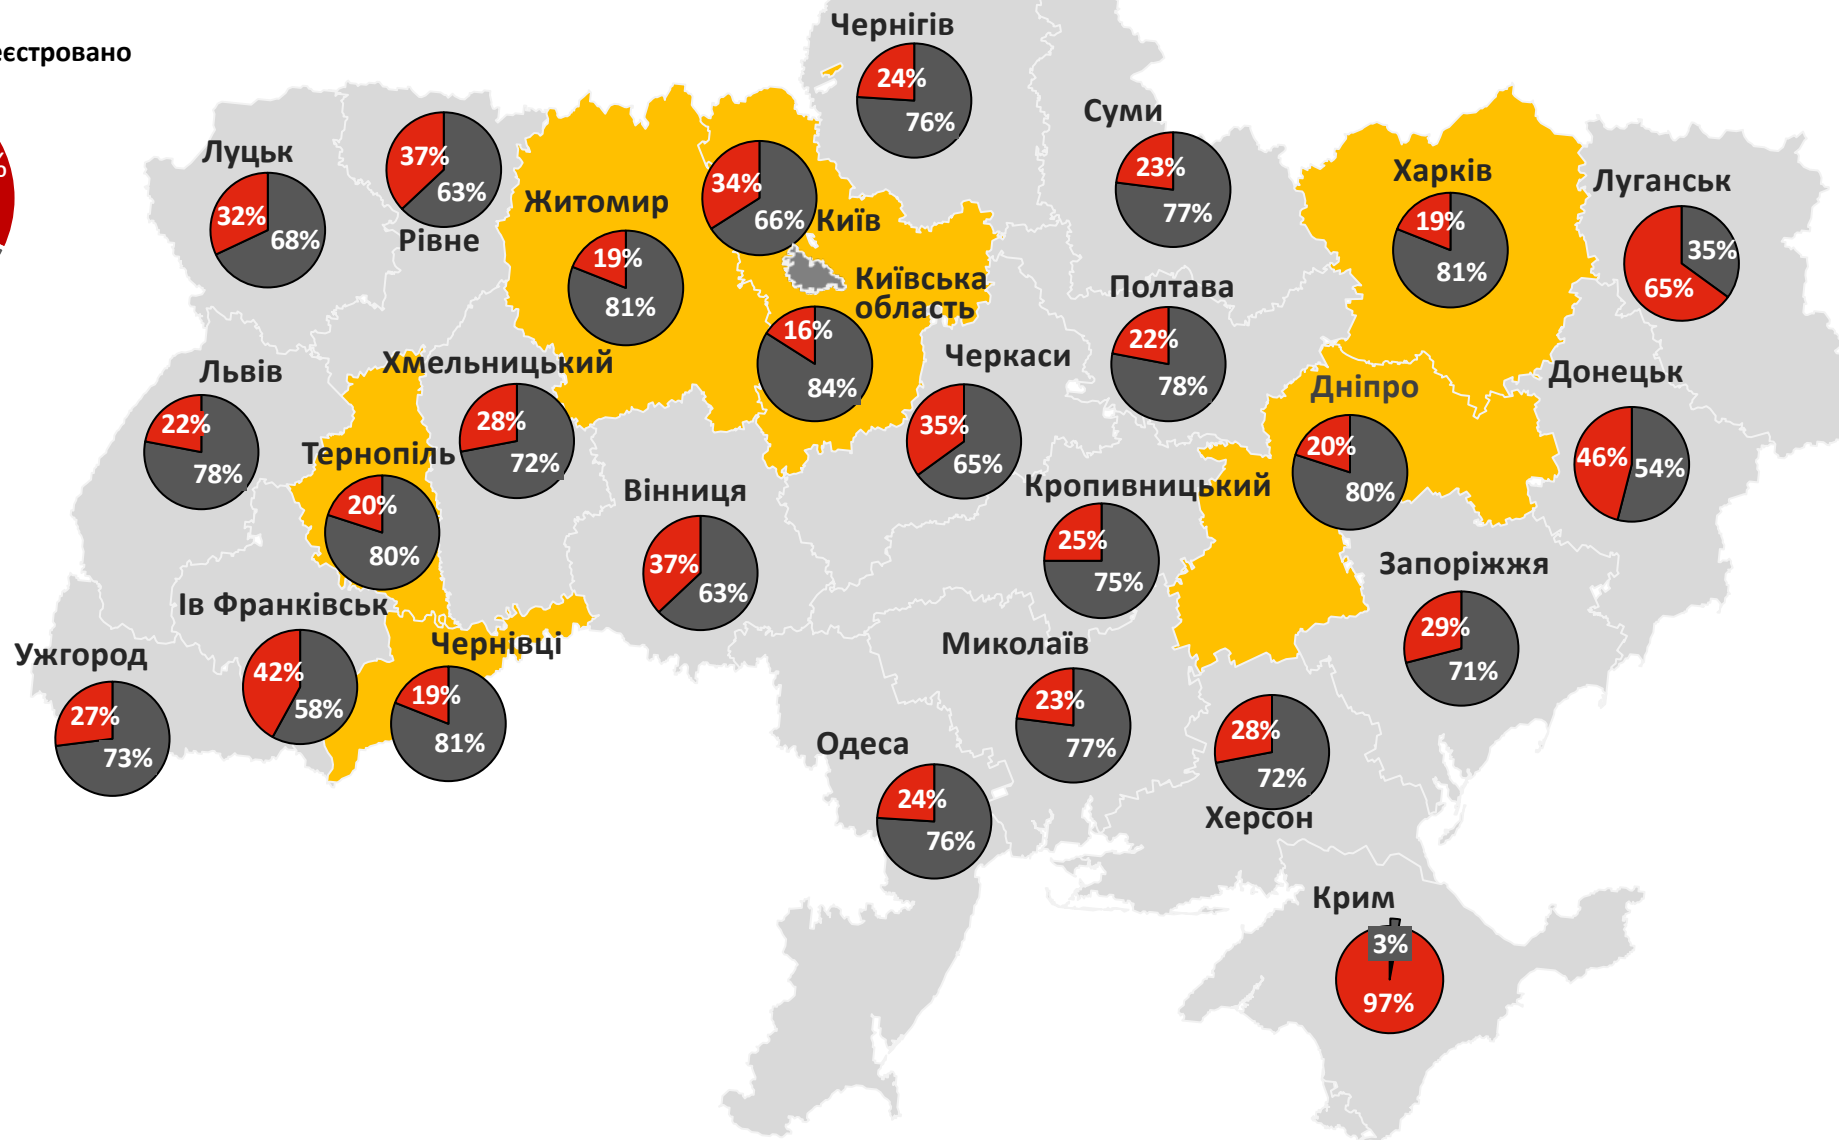 еєстровано
%
Чернігів
24%
76%
Суми
23%
77%
Луцьк
32%
68%
37%
63%
Рівне
Житомир
19%
81%
34%
66%
Київ
Київська
область
16%
84%
Харків
19%
81%
Луганськ
35%
65%
Полтава
22%
78%
Львів
22%
78%
Хмельницький
28%
72%
Черкаси
35%
65%
Дніпро
20%
80%
Донецьк
46%
54%
Тернопіль
20%
80%
Вінниця
37%
63%
Кропивницький
25%
75%
Запоріжжя
29%
71%
Ів Франківськ
42%
58%
Чернівці
19%
81%
Ужгород
27%
73%
Миколаїв
23%
77%
Одеса
24%
76%
28%
72%
Херсон
Крим
3%
97%